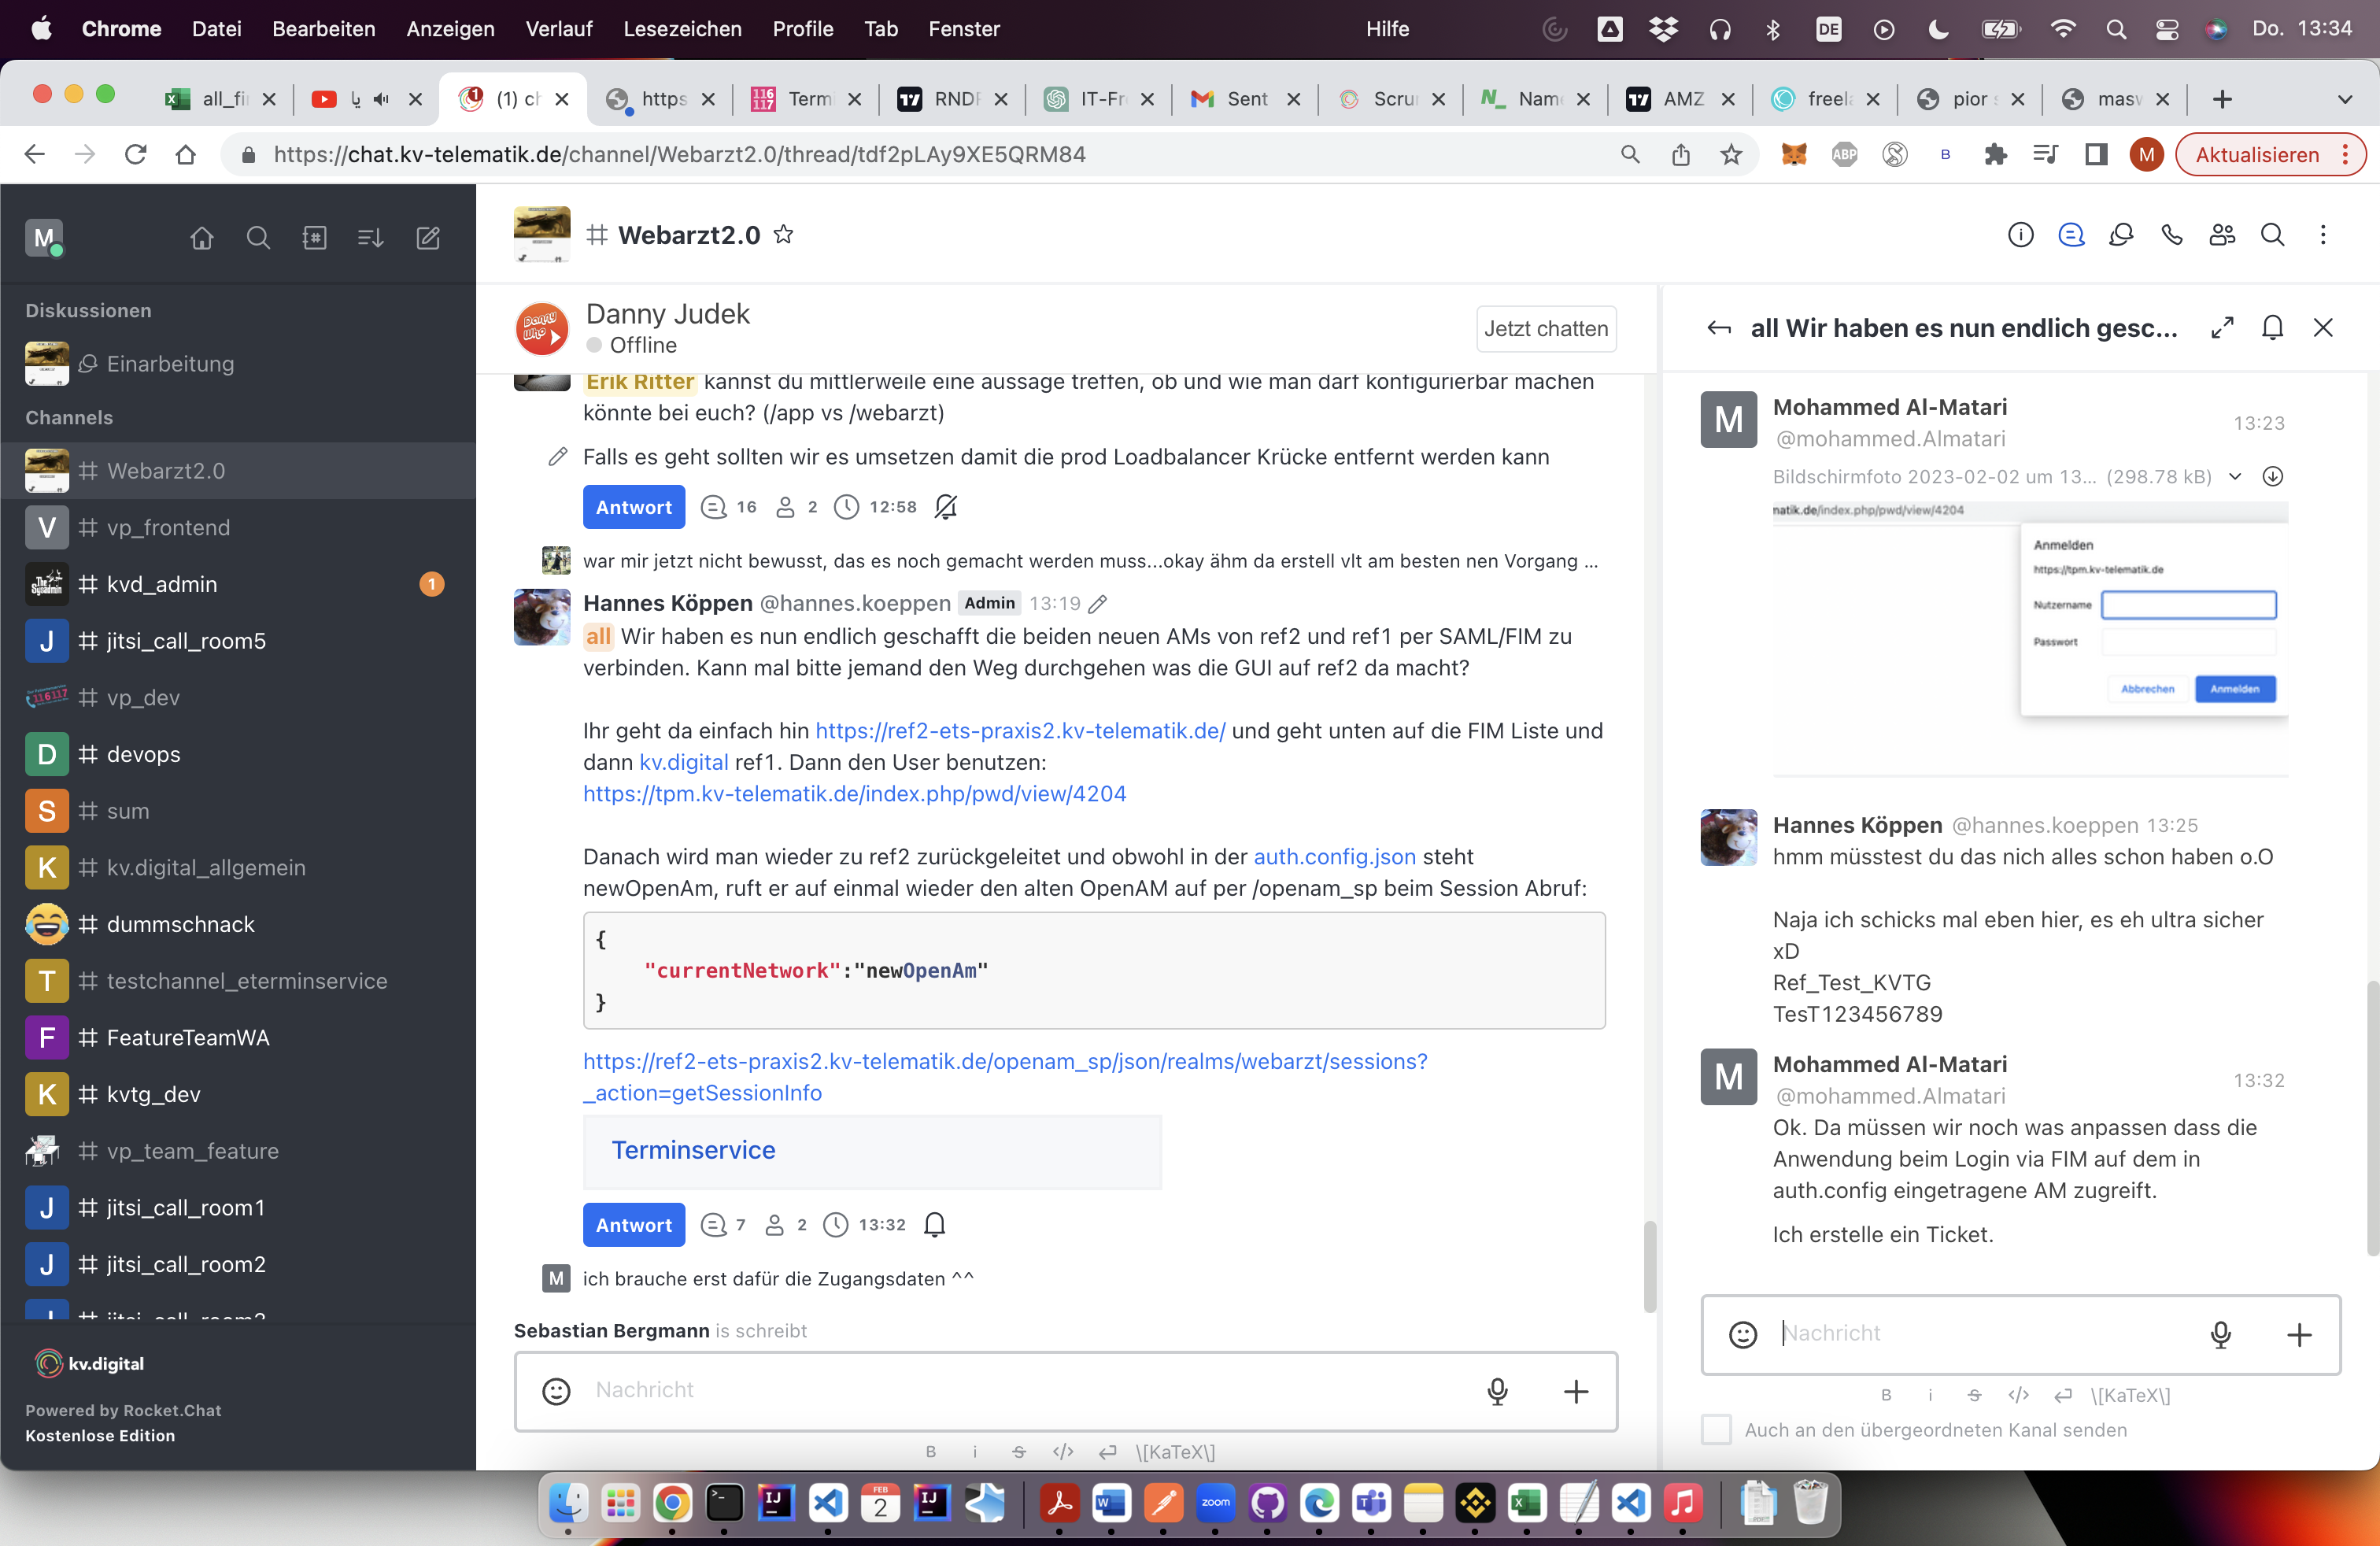 Chrome Datei Bearbeiten Anzeigen Verlauf Lesezeichen Profile Tab Fenster Hilfe DE Do. 13:34
all_fi
يا
(1) ch
https
116 117 Termi
RNDR
IT-Fr
Sent
Scru
Name
AMZ
freela
pior s
masv
https://chat.kv-telematik.de/channel/Webarzt2.0/thread/tdf2pLAy9XE5QRM84
ABP
B
M
Aktualisieren
M
Diskussionen
Einarbeitung
Channels
# Webarzt2.0
V # vp_frontend
# kvd_admin 1
J # jitsi_call_room5
116117 # vp_dev
D # devops
S # sum
K # kv.digital_allgemein
# dummschnack
T # testchannel_eterminservice
F # FeatureTeamWA
K # kvtg_dev
# vp_team_feature
J # jitsi_call_room1
J # jitsi_call_room2
kv.digital
Powered by Rocket.Chat
Kostenlose Edition
# Webarzt2.0
Danny Who
Danny Judek
Offline
Jetzt chatten
Erik Ritter kannst du mittlerweile eine aussage treffen, ob und wie man darf konfigurierbar machen
könnte bei euch? (/app vs /webarzt)
Falls es geht sollten wir es umsetzen damit die prod Loadbalancer Krücke entfernt werden kann
Antwort 16 2 12:58
war mir jetzt nicht bewusst, das es noch gemacht werden muss...okay ähm da erstell vlt am besten nen Vorgang ...
Hannes Köppen @hannes.koeppen Admin 13:19
all Wir haben es nun endlich geschafft die beiden neuen AMs von ref2 und ref1 per SAML/FIM zu
verbinden. Kann mal bitte jemand den Weg durchgehen was die GUI auf ref2 da macht?
Ihr geht da einfach hin https://ref2-ets-praxis2.kv-telematik.de/ und geht unten auf die FIM Liste und
dann kv.digital ref1. Dann den User benutzen:
https://tpm.kv-telematik.de/index.php/pwd/view/4204
Danach wird man wieder zu ref2 zurückgeleitet und obwohl in der auth.config.json steht
newOpenAm, ruft er auf einmal wieder den alten OpenAM auf per /openam_sp beim Session Abruf:
{
"currentNetwork":"newOpenAm"
}
https://ref2-ets-praxis2.kv-telematik.de/openam_sp/json/realms/webarzt/sessions?
_action=getSessionInfo
Terminservice
Antwort 7 2 13:32
M ich brauche erst dafür die Zugangsdaten ^^
Sebastian Bergmann is schreibt
Nachricht
B i S </> \[KaTeX\]
all Wir haben es nun endlich gesc...
M Mohammed Al-Matari
@mohammed.Almatari 13:23
Bildschirmfoto 2023-02-02 um 13... (298.78 kB)
matik.de/index.php/pwd/view/4204
Anmelden
https://tpm.kv-telematik.de
Nutzername
Passwort
Abbrechen Anmelden
Hannes Köppen @hannes.koeppen 13:25
hmm müsstest du das nich alles schon haben o.O
Naja ich schicks mal eben hier, es eh ultra sicher
xD
Ref_Test_KVTG
TesT123456789
M Mohammed Al-Matari
@mohammed.Almatari 13:32
Ok. Da müssen wir noch was anpassen dass die
Anwendung beim Login via FIM auf dem in
auth.config eingetragene AM zugreift.
Ich erstelle ein Ticket.
Nachricht
B i S </> \[KaTeX\]
Auch an den übergeordneten Kanal senden
IJ
FEB
2
IJ
W
zoom